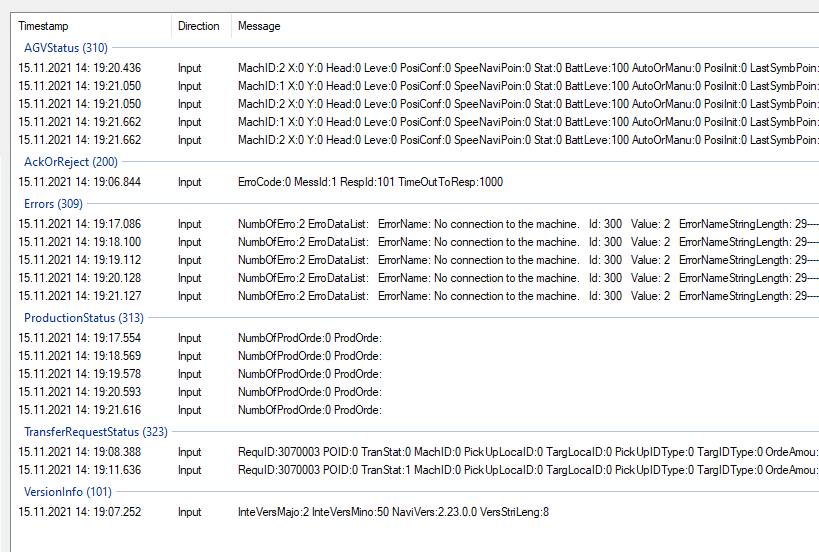 Timestamp Direction Message
AGVStatus (310)
15.11.2021 14: 19:20.436 Input MachID:2 X:0 Y:0 Head:0 Leve:0 PosiConf:0 SpeeNaviPoin:0 Stat:0 BattLeve:100 AutoOrManu:0 PosiInit:0 LastSymbPoin:
15.11.2021 14: 19:21.050 Input MachID:1 X:0 Y:0 Head:0 Leve:0 PosiConf:0 SpeeNaviPoin:0 Stat:0 BattLeve:100 AutoOrManu:0 PosiInit:0 LastSymbPoin:
15.11.2021 14: 19:21.050 Input MachID:2 X:0 Y:0 Head:0 Leve:0 PosiConf:0 SpeeNaviPoin:0 Stat:0 BattLeve:100 AutoOrManu:0 PosiInit:0 LastSymbPoin:
15.11.2021 14: 19:21.662 Input MachID:1 X:0 Y:0 Head:0 Leve:0 PosiConf:0 SpeeNaviPoin:0 Stat:0 BattLeve:100 AutoOrManu:0 PosiInit:0 LastSymbPoin:
15.11.2021 14: 19:21.662 Input MachID:2 X:0 Y:0 Head:0 Leve:0 PosiConf:0 SpeeNaviPoin:0 Stat:0 BattLeve:100 AutoOrManu:0 PosiInit:0 LastSymbPoin:
AckOrReject (200)
15.11.2021 14: 19:06.844 Input ErroCode:0 MessId:1 RespId:101 TimeOutToResp:1000
Errors (309)
15.11.2021 14: 19:17.086 Input NumbOfErro:2 ErroDataList: ErrorName: No connection to the machine. Id: 300 Value: 2 ErrorNameStringLength: 29----
15.11.2021 14: 19:18.100 Input NumbOfErro:2 ErroDataList: ErrorName: No connection to the machine. Id: 300 Value: 2 ErrorNameStringLength: 29----
15.11.2021 14: 19:19.112 Input NumbOfErro:2 ErroDataList: ErrorName: No connection to the machine. Id: 300 Value: 2 ErrorNameStringLength: 29----
15.11.2021 14: 19:20.128 Input NumbOfErro:2 ErroDataList: ErrorName: No connection to the machine. Id: 300 Value: 2 ErrorNameStringLength: 29----
15.11.2021 14: 19:21.127 Input NumbOfErro:2 ErroDataList: ErrorName: No connection to the machine. Id: 300 Value: 2 ErrorNameStringLength: 29----
ProductionStatus (313)
15.11.2021 14: 19:17.554 Input NumbOfProdOrde:0 ProdOrde:
15.11.2021 14: 19:18.569 Input NumbOfProdOrde:0 ProdOrde:
15.11.2021 14: 19:19.578 Input NumbOfProdOrde:0 ProdOrde:
15.11.2021 14: 19:20.593 Input NumbOfProdOrde:0 ProdOrde:
15.11.2021 14: 19:21.616 Input NumbOfProdOrde:0 ProdOrde:
TransferRequestStatus (323)
15.11.2021 14: 19:08.388 Input RequID:3070003 POID:0 TranStat:0 MachID:0 PickUpLocaID:0 TargLocaID:0 PickUpIDType:0 TargIDType:0 OrdeAmou:
15.11.2021 14: 19:11.636 Input RequID:3070003 POID:0 TranStat:1 MachID:0 PickUpLocaID:0 TargLocaID:0 PickUpIDType:0 TargIDType:0 OrdeAmou:
VersionInfo (101)
15.11.2021 14: 19:07.252 Input InteVersMajo:2 InteVersMino:50 NaviVers:2.23.0.0 VersStriLeng:8